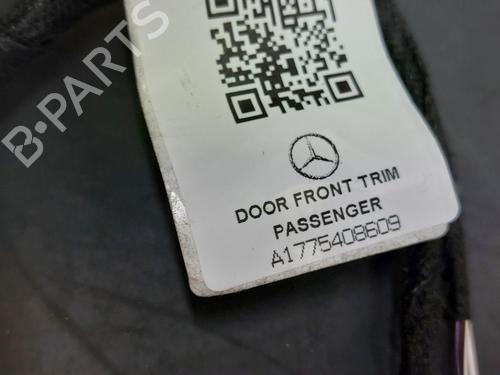 B-PARTS
DOOR FRONT TRIM
PASSENGER
A1775408609